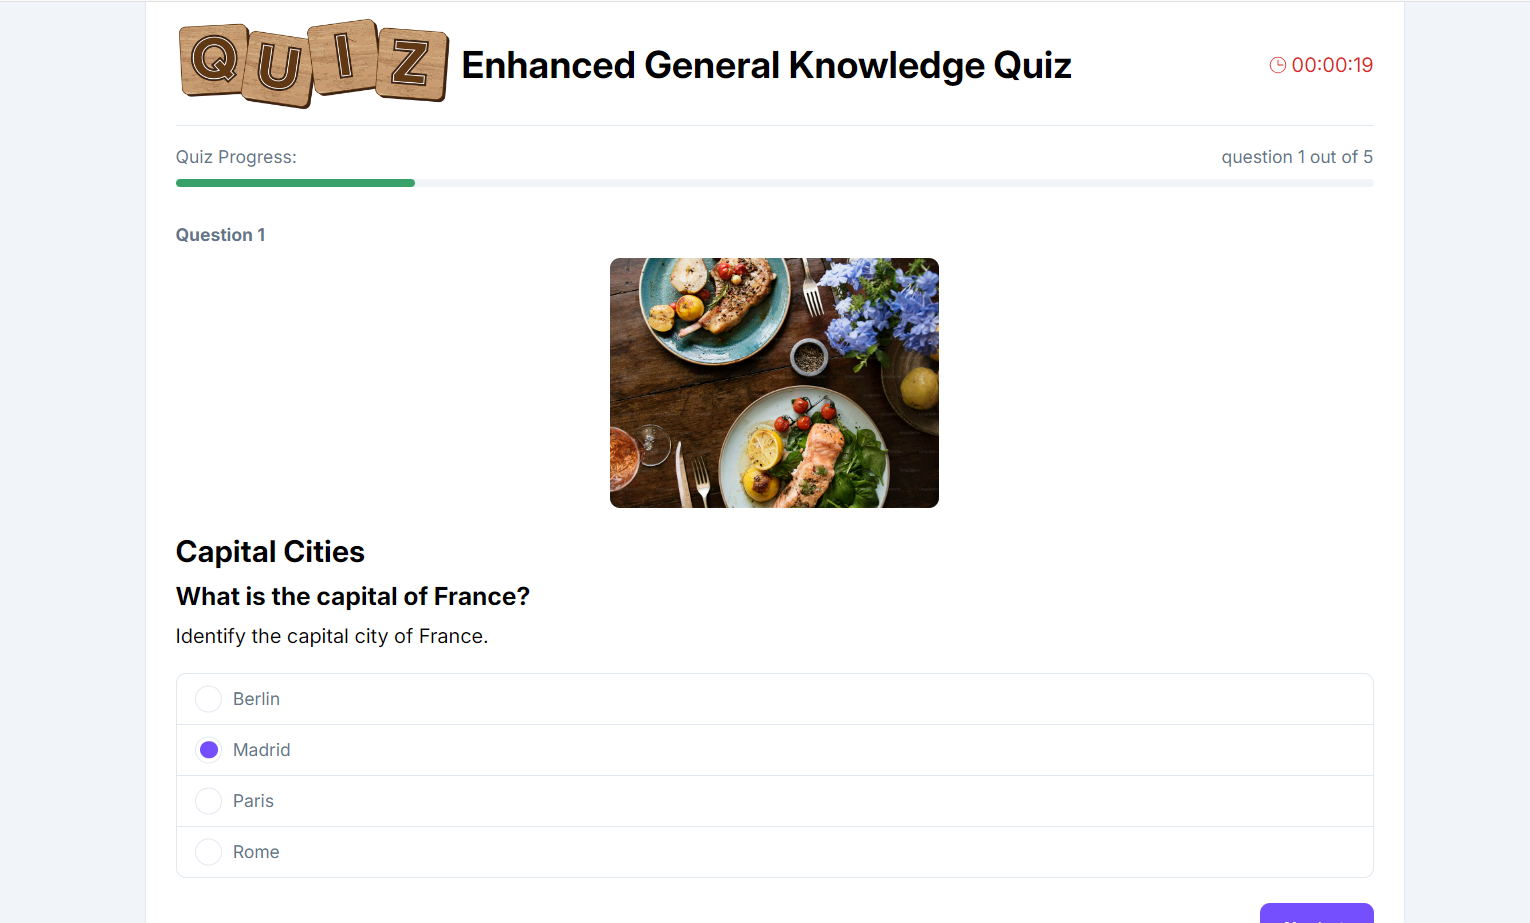 QUIZ Enhanced General Knowledge Quiz 00:00:19
Quiz Progress: question 1 out of 5
Question 1
Capital Cities
What is the capital of France?
Identify the capital city of France.
Berlin
Madrid
Paris
Rome